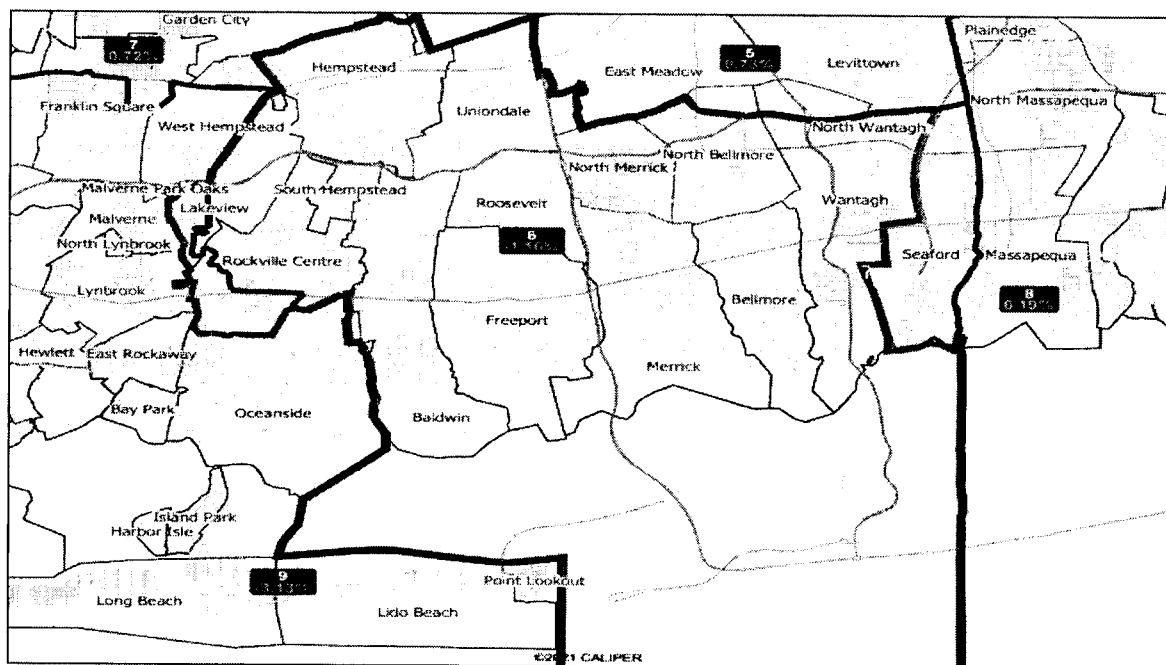 Garden City
7
Plainedge
5
Hempstead
East Meadow
Levittown
Franklin Square
Uniondale
North Massapequa
West Hempstead
North Wantagh
North Bellmore
North Merrick
Malverne Park Oaks
South Hempstead
Lakeview
Roosevelt
Wantagh
Malverne
North Lynbrook
6
Rockville Centre
Seaford
Massapequa
Lynbrook
8
Bellmore
Freeport
Hewlett
East Rockaway
Merrick
Bay Park
Oceanside
Baldwin
Island Park
Harbor Isle
9
Point Lookout
Long Beach
Lido Beach
©2021 CALIPER